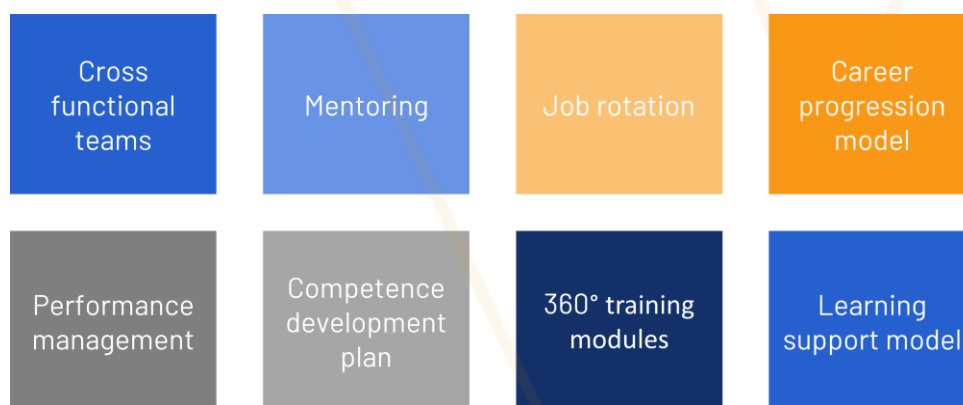 Cross
functional
teams
Mentoring
Job rotation
Career
progression
model
Performance
management
Competence
development
plan
360° training
modules
Learning
support model